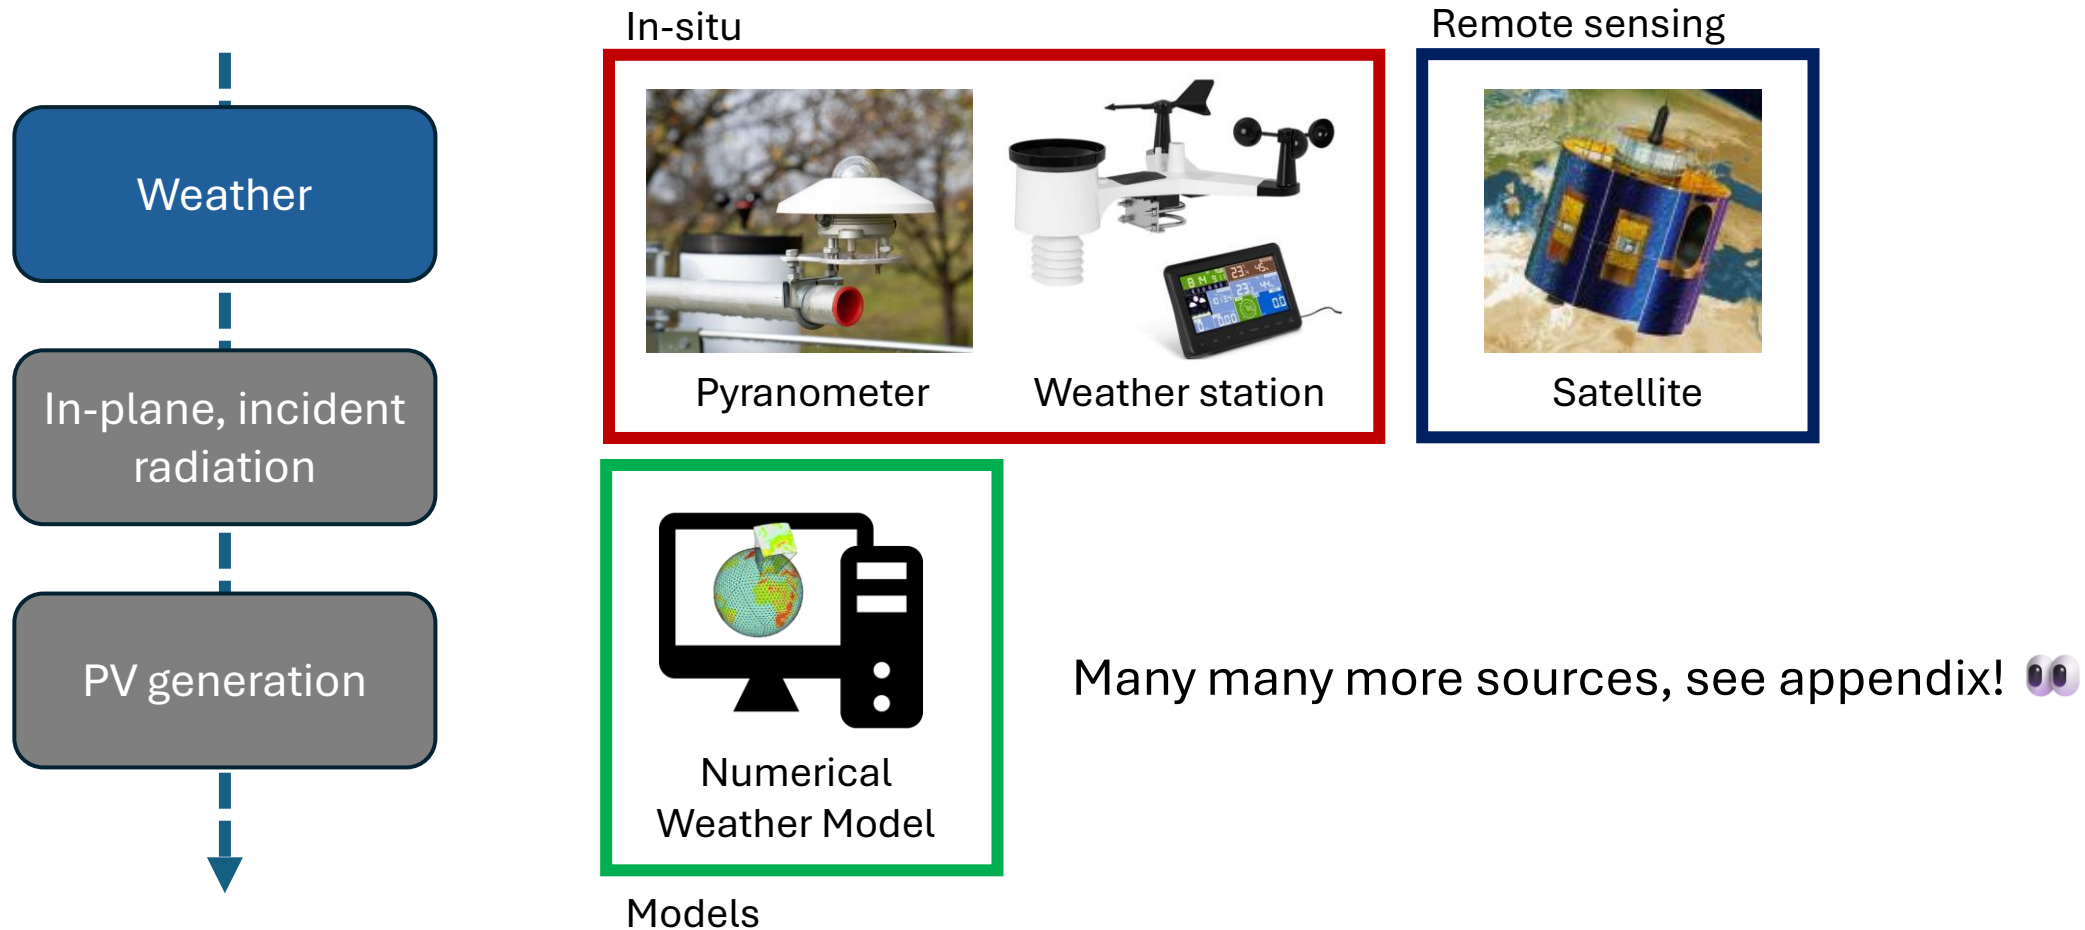 In-situ
Remote sensing
Weather
In-plane, incident
radiation
PV generation
Pyranometer
Weather station
Satellite
Numerical
Weather Model
Models
Many many more sources, see appendix! 👀